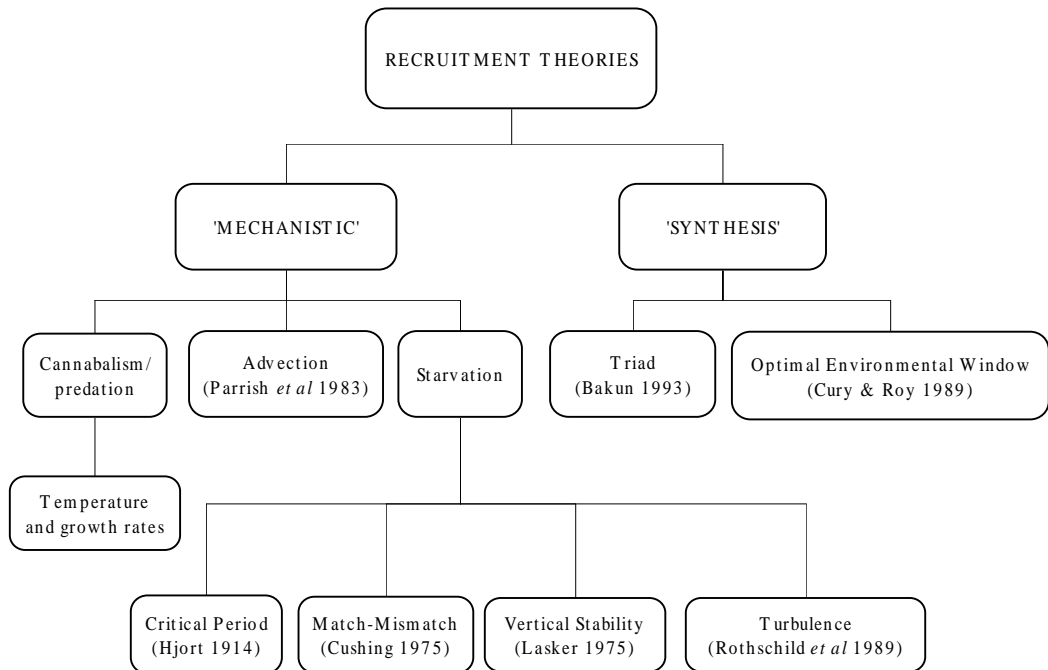 RECRUITMENT THEORIES
'MECHANISTIC'
'SYNTHESIS'
Cannabalism/
predation
Advection
(Parrish et al 1983)
Starvation
Triad
(Bakun 1993)
Optimal Environmental Window
(Cury & Roy 1989)
Temperature
and growth rates
Critical Period
(Hjort 1914)
Match-Mismatch
(Cushing 1975)
Vertical Stability
(Lasker 1975)
Turbulence
(Rothschild et al 1989)